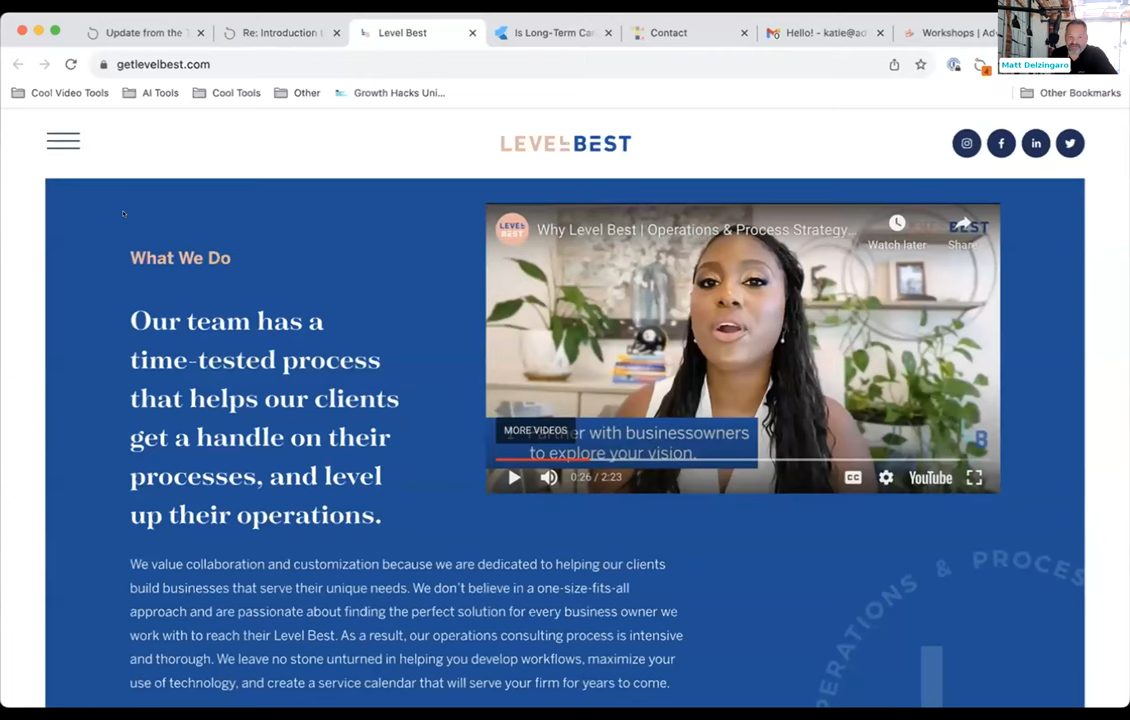 Update from the T
Re: Introduction t
Level Best
Is Long-Term Ca
Contact
Hello! - katie@ad
Workshops | Adv
Matt Delzingaro
getlevelbest.com
4
Cool Video Tools
AI Tools
Cool Tools
Other
Growth Hacks Uni...
Other Bookmarks
LEVEL BEST
What We Do
Our team has a
time-tested process
that helps our clients
get a handle on their
processes, and level
up their operations.
LEVEL
BEST
Why Level Best | Operations & Process Strategy...
Watch later
Share
BEST
MORE VIDEOS
Partner with businessowners
to explore your vision.
0:26 / 2:23
CC
YouTube
We value collaboration and customization because we are dedicated to helping our clients
build businesses that serve their unique needs. We don't believe in a one-size-fits-all
approach and are passionate about finding the perfect solution for every business owner we
work with to reach their Level Best. As a result, our operations consulting process is intensive
and thorough. We leave no stone unturned in helping you develop workflows, maximize your
use of technology, and create a service calendar that will serve your firm for years to come.
OPERATIONS & PROCESS